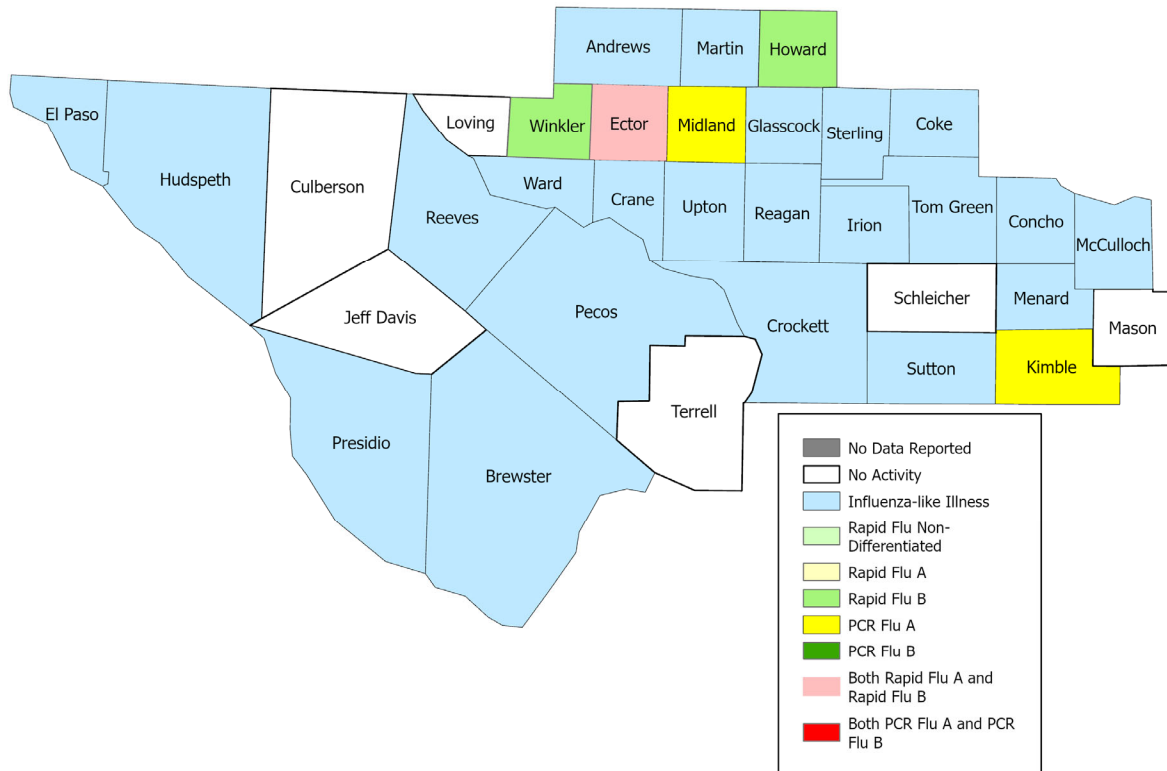 Andrews
Martin
Howard
El Paso
Hudspeth
Culberson
Loving
Winkler
Ector
Midland
Glasscock
Sterling
Coke
Reeves
Ward
Crane
Upton
Reagan
Irion
Tom Green
Concho
McCulloch
Jeff Davis
Pecos
Crockett
Schleicher
Menard
Mason
Sutton
Kimble
Terrell
Presidio
Brewster
No Data Reported
No Activity
Influenza-like Illness
Rapid Flu Non-
Differentiated
Rapid Flu A
Rapid Flu B
PCR Flu A
PCR Flu B
Both Rapid Flu A and
Rapid Flu B
Both PCR Flu A and PCR
Flu B